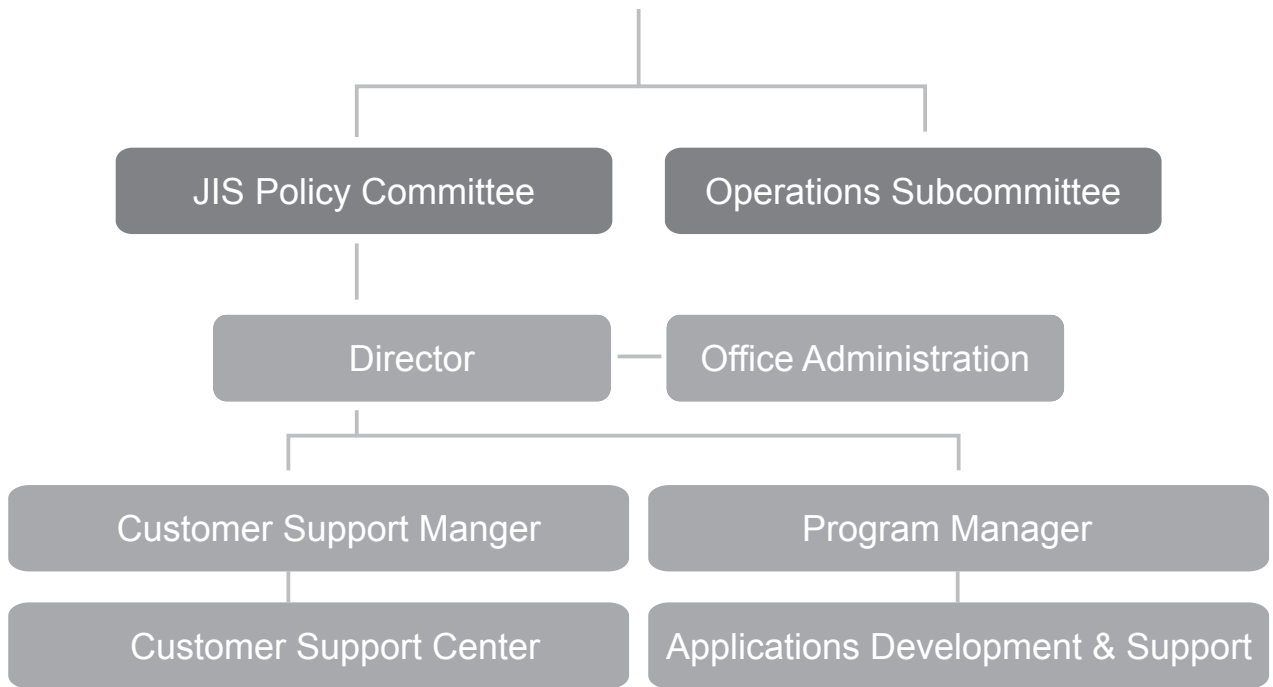 JIS Policy Committee
Operations Subcommittee
Director
Office Administration
Customer Support Manger
Program Manager
Customer Support Center
Applications Development & Support